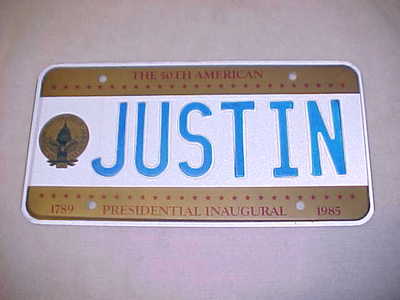 THE 50TH AMERICAN
JUSTIN
1789 PRESIDENTIAL INAUGURAL 1985